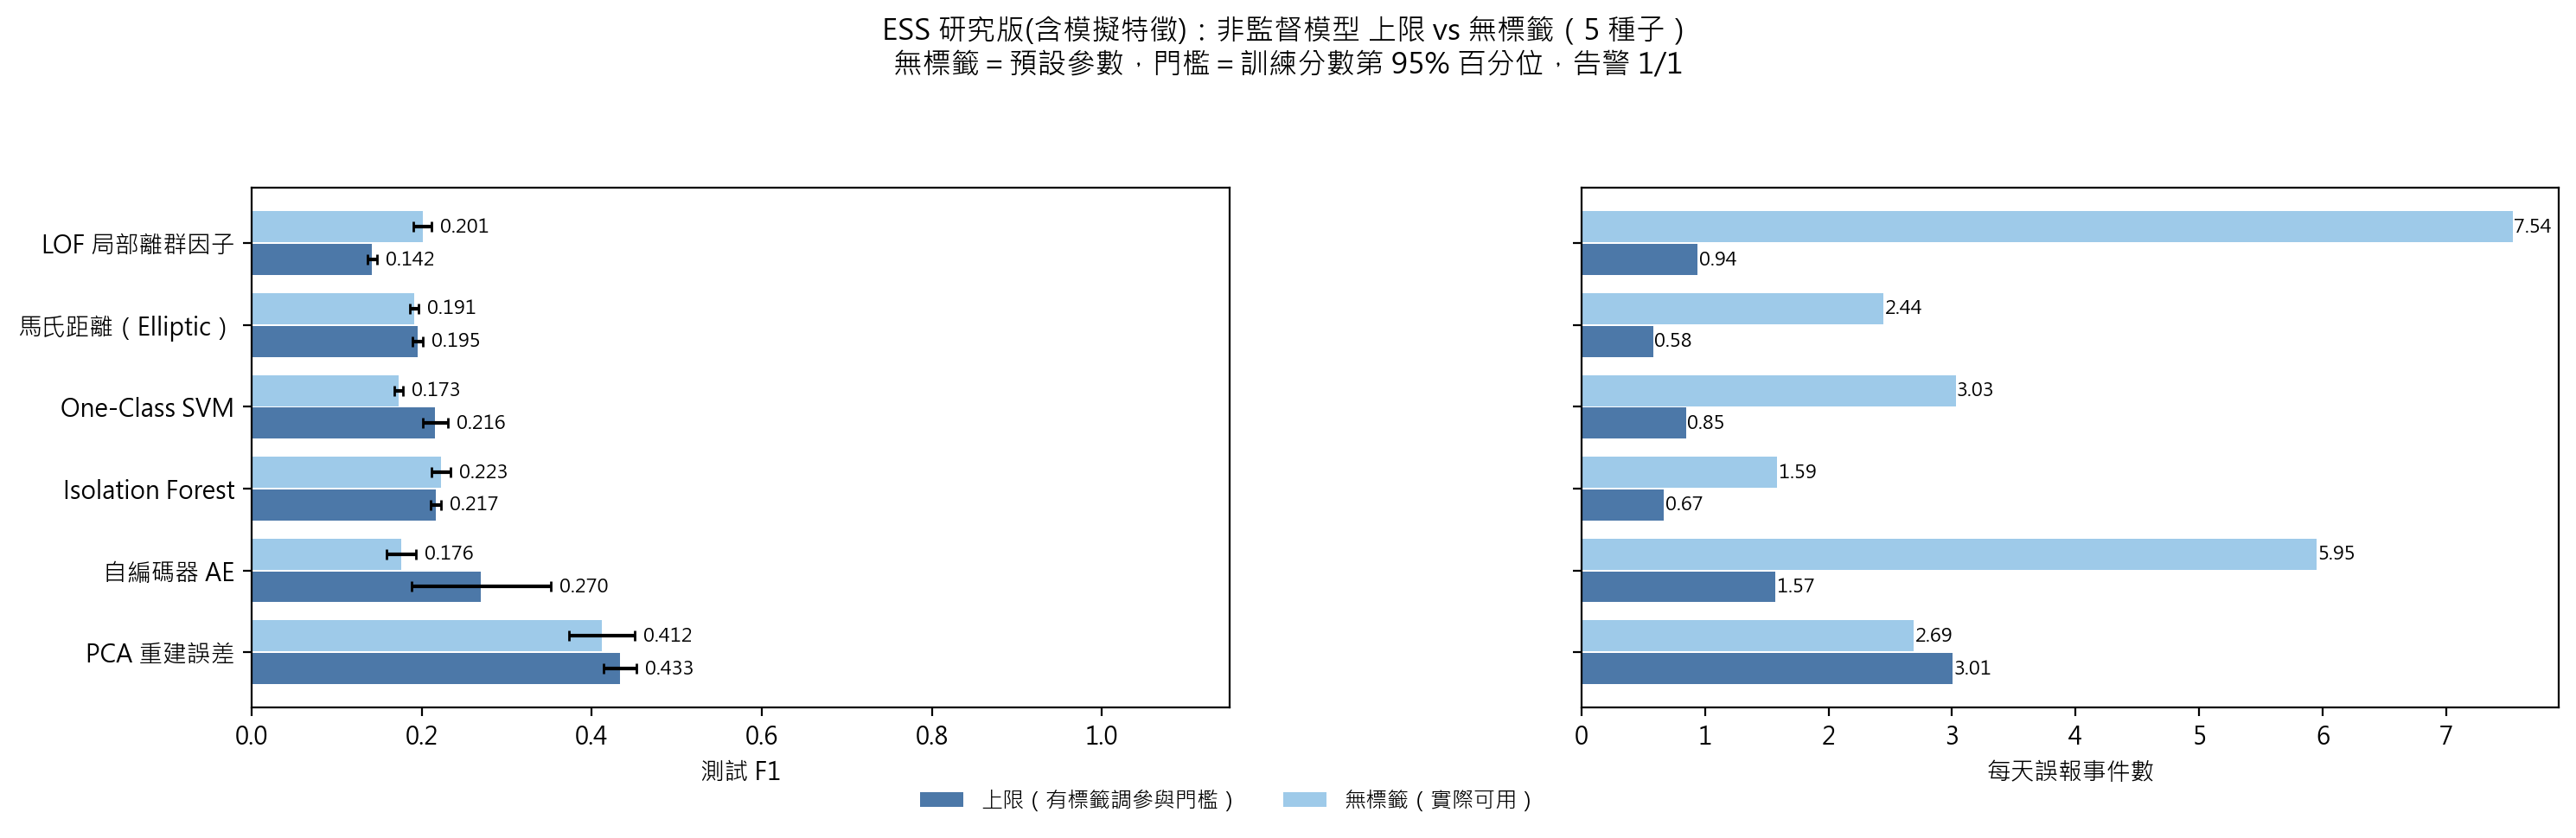 ESS 研究版(含模擬特徵)：非監督模型 上限 vs 無標籤（5 種子）
無標籤＝預設參數，門檻＝訓練分數第 95% 百分位，告警 1/1
LOF 局部離群因子
馬氏距離（Elliptic）
One-Class SVM
Isolation Forest
自編碼器 AE
PCA 重建誤差
0.201
0.142
0.191
0.195
0.173
0.216
0.223
0.217
0.176
0.270
0.412
0.433
0.0 0.2 0.4 0.6 0.8 1.0
測試 F1
7.54
0.94
2.44
0.58
3.03
0.85
1.59
0.67
5.95
1.57
2.69
3.01
0 1 2 3 4 5 6 7
每天誤報事件數
上限（有標籤調參與門檻） 無標籤（實際可用）